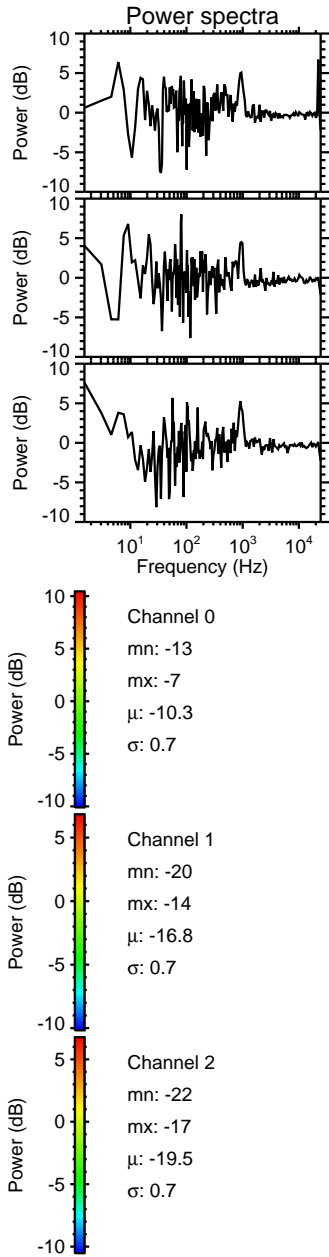 Power spectra
10
5
0
-5
-10
Power (dB)
10
5
0
-5
-10
Power (dB)
10
5
0
-5
-10
Power (dB)
10¹ 10² 10³ 10⁴
Frequency (Hz)
10
5
0
-5
-10
Power (dB)
Channel 0
mn: -13
mx: -7
μ: -10.3
σ: 0.7
5
0
-5
-10
Power (dB)
Channel 1
mn: -20
mx: -14
μ: -16.8
σ: 0.7
5
0
-5
-10
Power (dB)
Channel 2
mn: -22
mx: -17
μ: -19.5
σ: 0.7